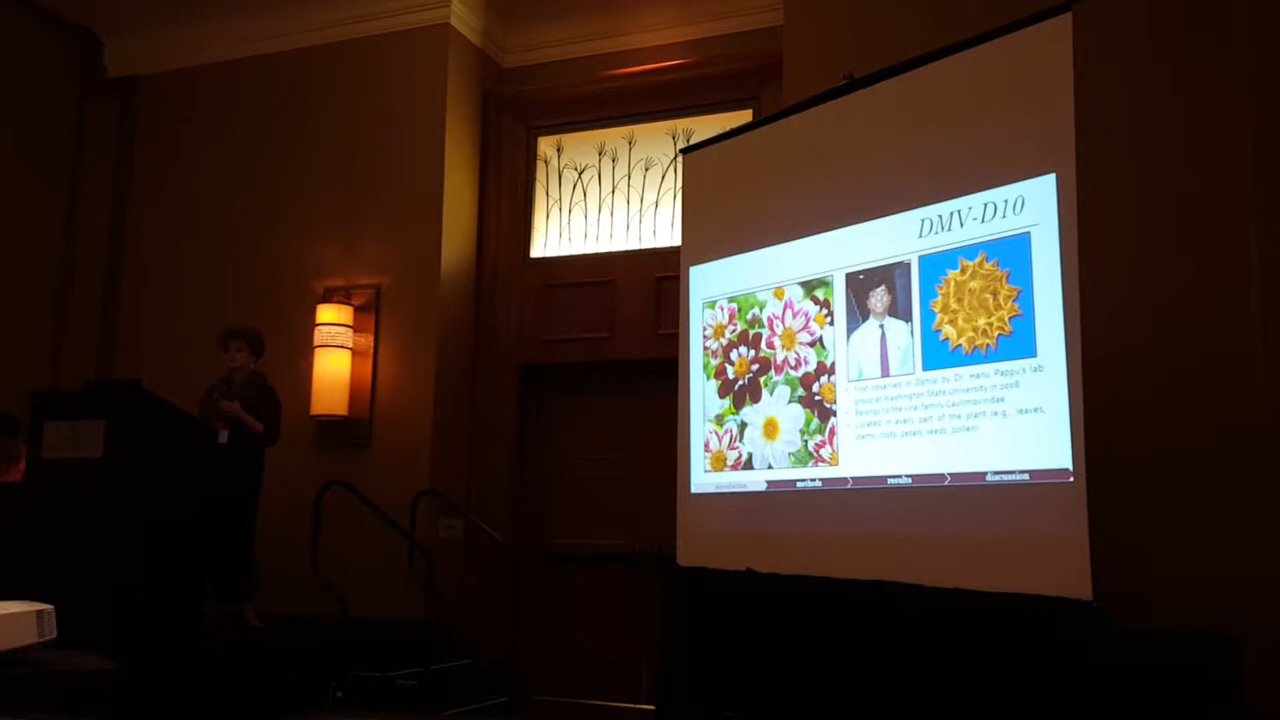 DMV-D10
First observed in Dahlia by Dr. Hanu Pappu's lab
group at Washington State University in 2008
Belongs to the viral family Caulimoviridae
Located in every part of the plant (e.g., leaves,
stems, roots, petals, seeds, pollen)
introduction methods results discussion